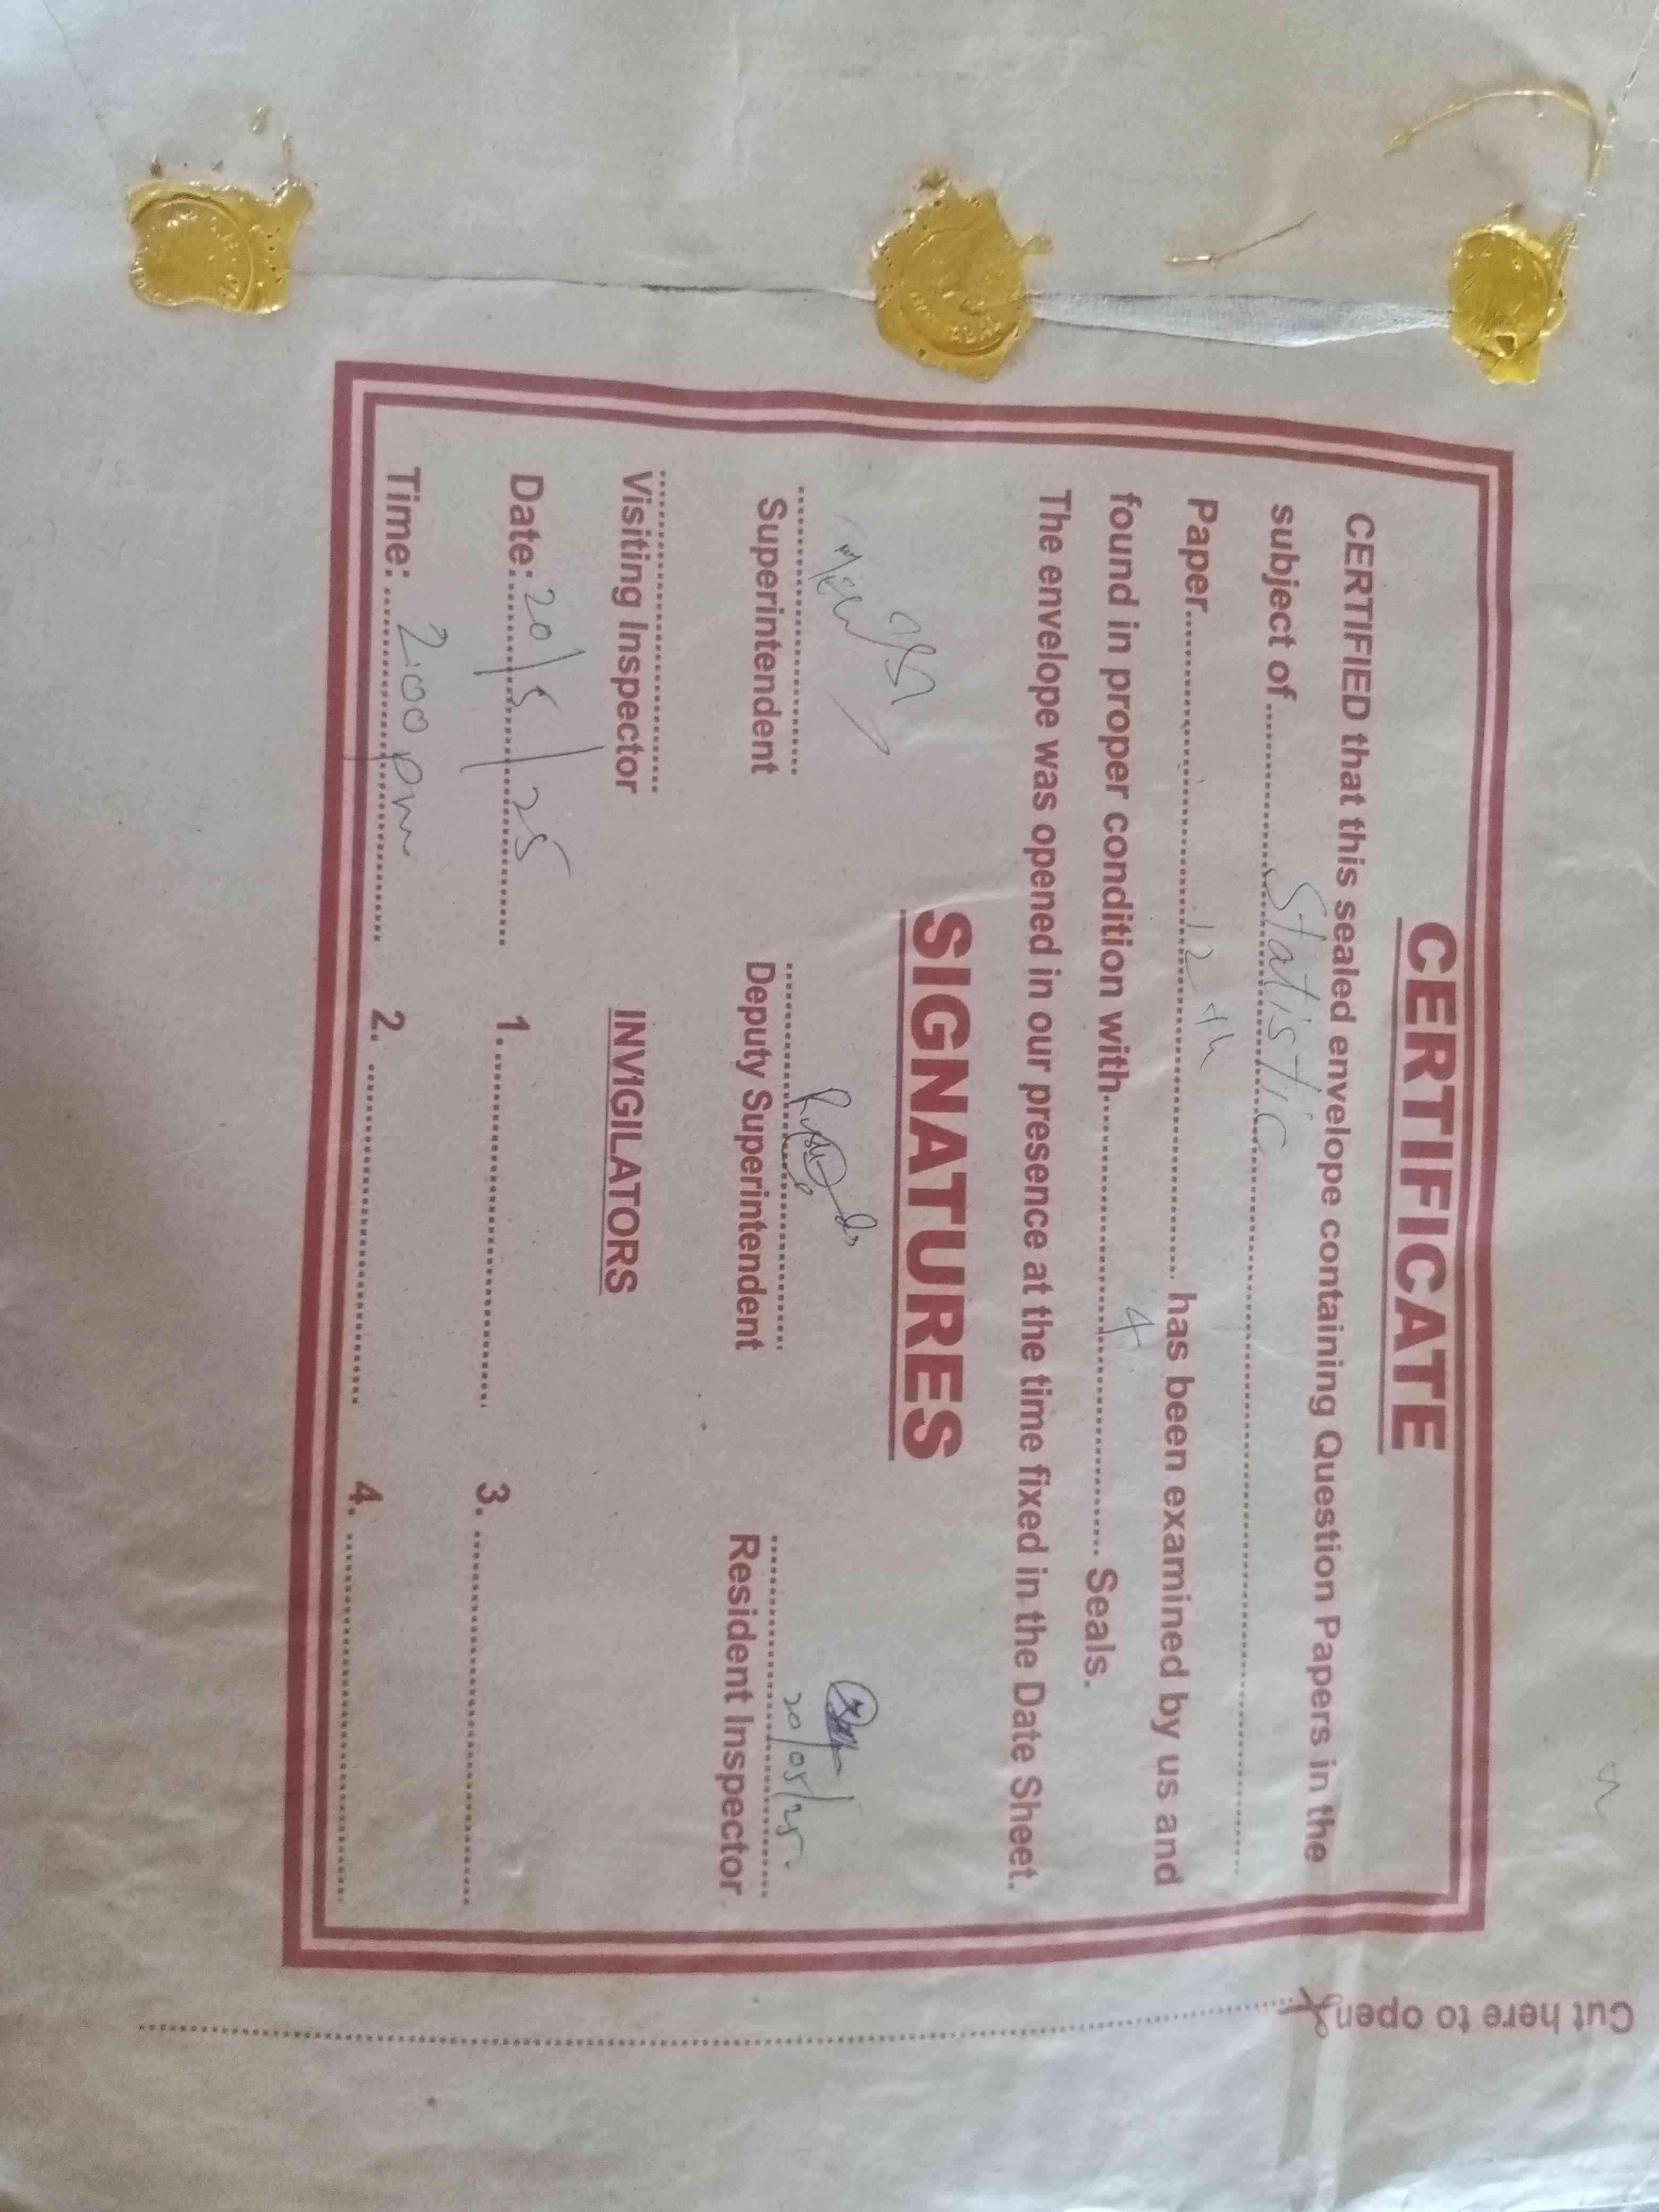 CERTIFICATE
CERTIFIED that this sealed envelope containing Question Papers in the
subject of Statistic
Paper 12th has been examined by us and
found in proper condition with 4 Seals.
The envelope was opened in our presence at the time fixed in the Date Sheet.
SIGNATURES
20/05/25
Superintendent Deputy Superintendent Resident Inspector
Visiting Inspector INVIGILATORS
Date: 20/5/25 1. 3.
Time: 2:00 pm 2. 4.
Cut here to open